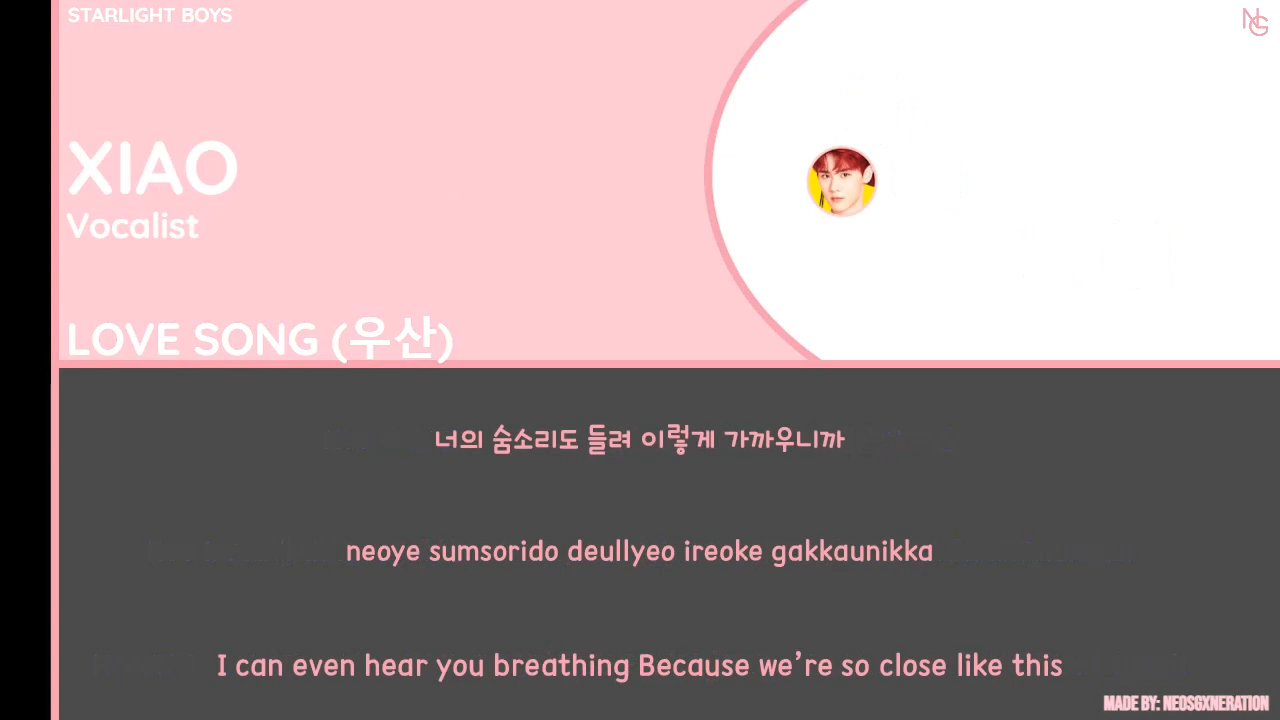 STARLIGHT BOYS
NG
XIAO
Vocalist
LOVE SONG (우산)
너의 숨소리도 들려 이렇게 가까우니까
neoye sumsorido deullyeo ireoke gakkaunikka
I can even hear you breathing Because we’re so close like this
MADE BY: NEOSGXNERATION